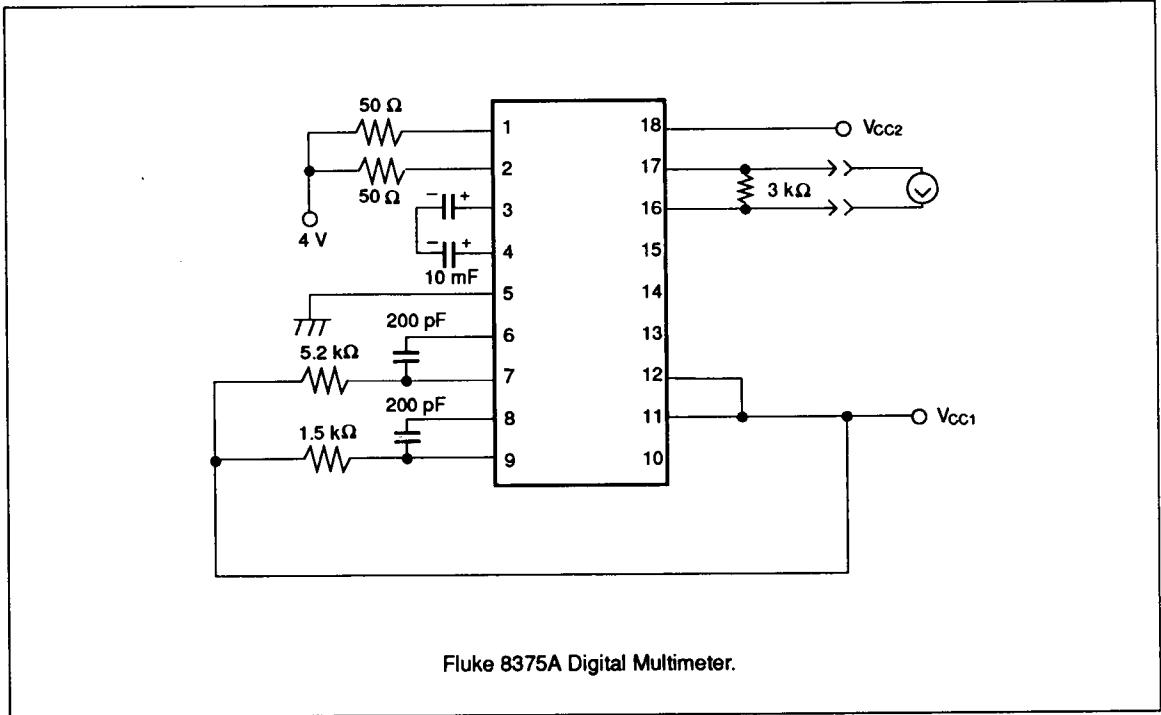 50 Ω
1
18
VCC2
2
17
50 Ω
3 kΩ
− +
3
16
4 V
− +
4
15
10 mF
5
14
200 pF
6
13
5.2 kΩ
7
12
200 pF
8
11
VCC1
1.5 kΩ
9
10
Fluke 8375A Digital Multimeter.